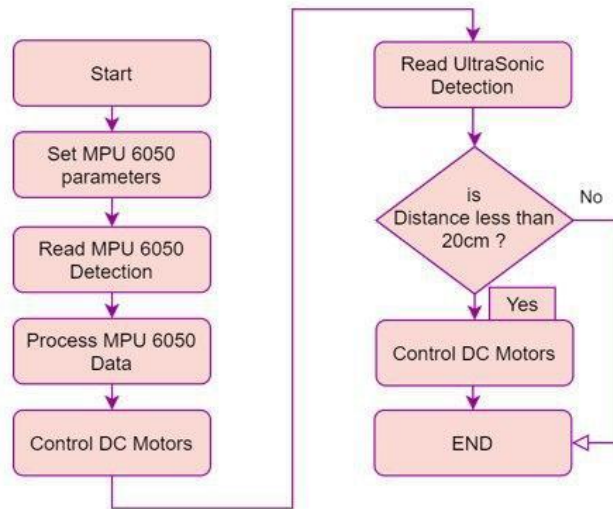 Start
Set MPU 6050
parameters
Read MPU 6050
Detection
Process MPU 6050
Data
Control DC Motors
Read UltraSonic
Detection
is
Distance less than
20cm ?
No
Yes
Control DC Motors
END